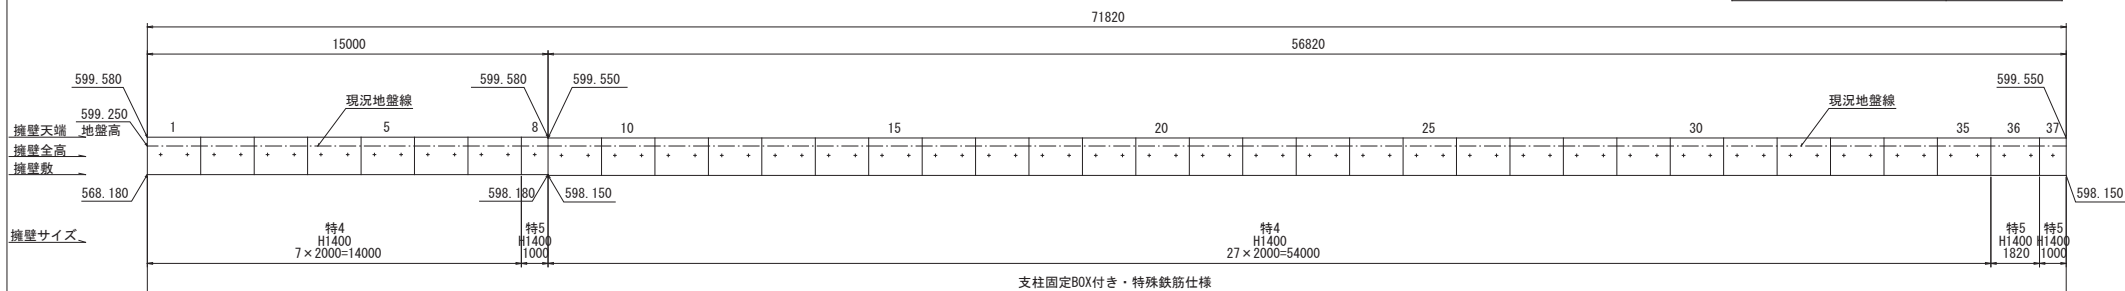 71820
15000
56820
599.580
599.580
599.550
599.550
現況地盤線
現況地盤線
599.250
擁壁天端
地盤高
1
5
8
10
15
20
25
30
35
36
37
擁壁全高
擁壁敷
568.180
598.180
598.150
598.150
擁壁サイズ
特4
H1400
7×2000=14000
特5
H1400
1000
特4
H1400
27×2000=54000
特5
H1400
1820
特5
H1400
1000
支柱固定BOX付き・特殊鉄筋仕様